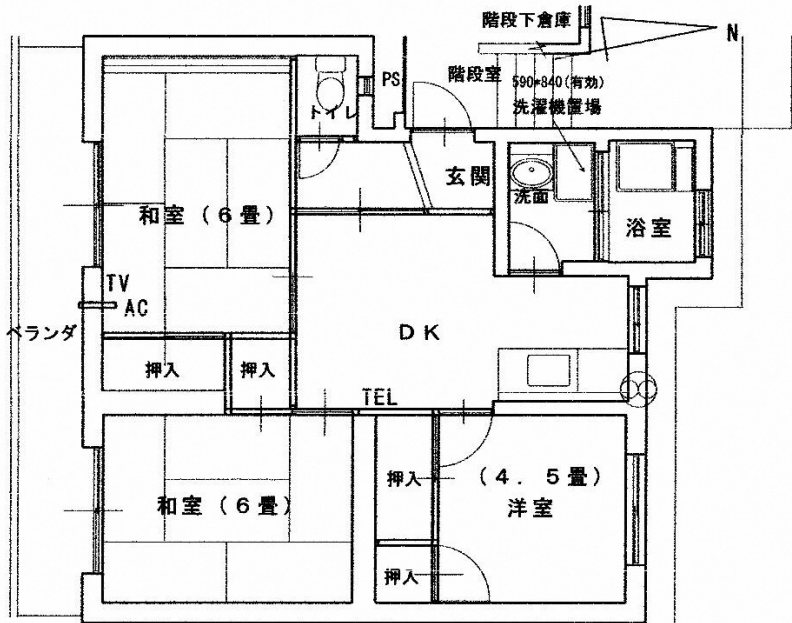 階段下倉庫
N
階段室
PS
590*840(有効)
洗濯機置場
トイレ
玄関
洗面
浴室
和室(6畳)
TV
AC
ベランダ
DK
押入
押入
TEL
和室(6畳)
押入
(4.5畳)
洋室
押入